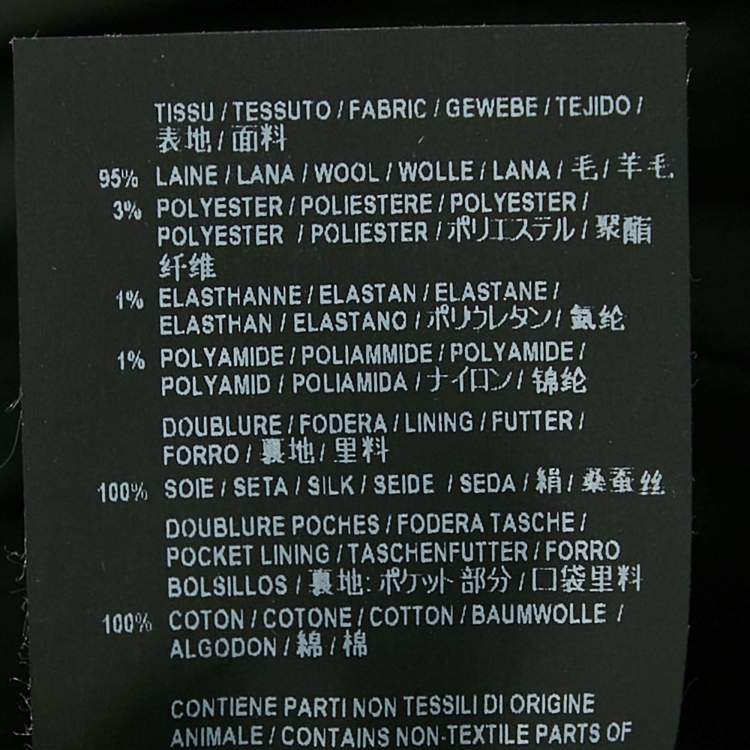 TISSU / TESSUTO / FABRIC / GEWEBE / TEJIDO /
表地 / 面料
95% LAINE / LANA / WOOL / WOLLE / LANA / 毛 / 羊毛
3% POLYESTER / POLIESTERE / POLYESTER /
POLYESTER / POLIESTER / ポリエステル / 聚酯
纤维
1% ELASTHANNE / ELASTAN / ELASTANE /
ELASTHAN / ELASTANO / ポリウレタン / 氨纶
1% POLYAMIDE / POLIAMMIDE / POLYAMIDE /
POLYAMID / POLIAMIDA / ナイロン / 锦纶
DOUBLURE / FODERA / LINING / FUTTER /
FORRO / 裏地 / 里料
100% SOIE / SETA / SILK / SEIDE / SEDA / 絹 / 桑蚕丝
DOUBLURE POCHES / FODERA TASCHE /
POCKET LINING / TASCHENFUTTER / FORRO
BOLSILLOS / 裏地: ポケット部分 / 口袋里料
100% COTON / COTONE / COTTON / BAUMWOLLE /
ALGODON / 綿 / 棉
CONTIENE PARTI NON TESSILI DI ORIGINE
ANIMALE / CONTAINS NON-TEXTILE PARTS OF